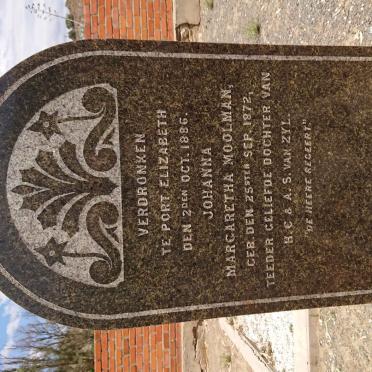 VERDRONKEN
TE PORT ELIZABETH
DEN 2DEN OCT. 1886.
JOHANNA
MARGARETHA MOOLMAN,
GEB. DEN 25STEN SEP. 1872,
TEEDER GELIEFDE DOCHTER VAN
H.C & A.S. VAN ZYL.
"DE HEERE REGEERT."